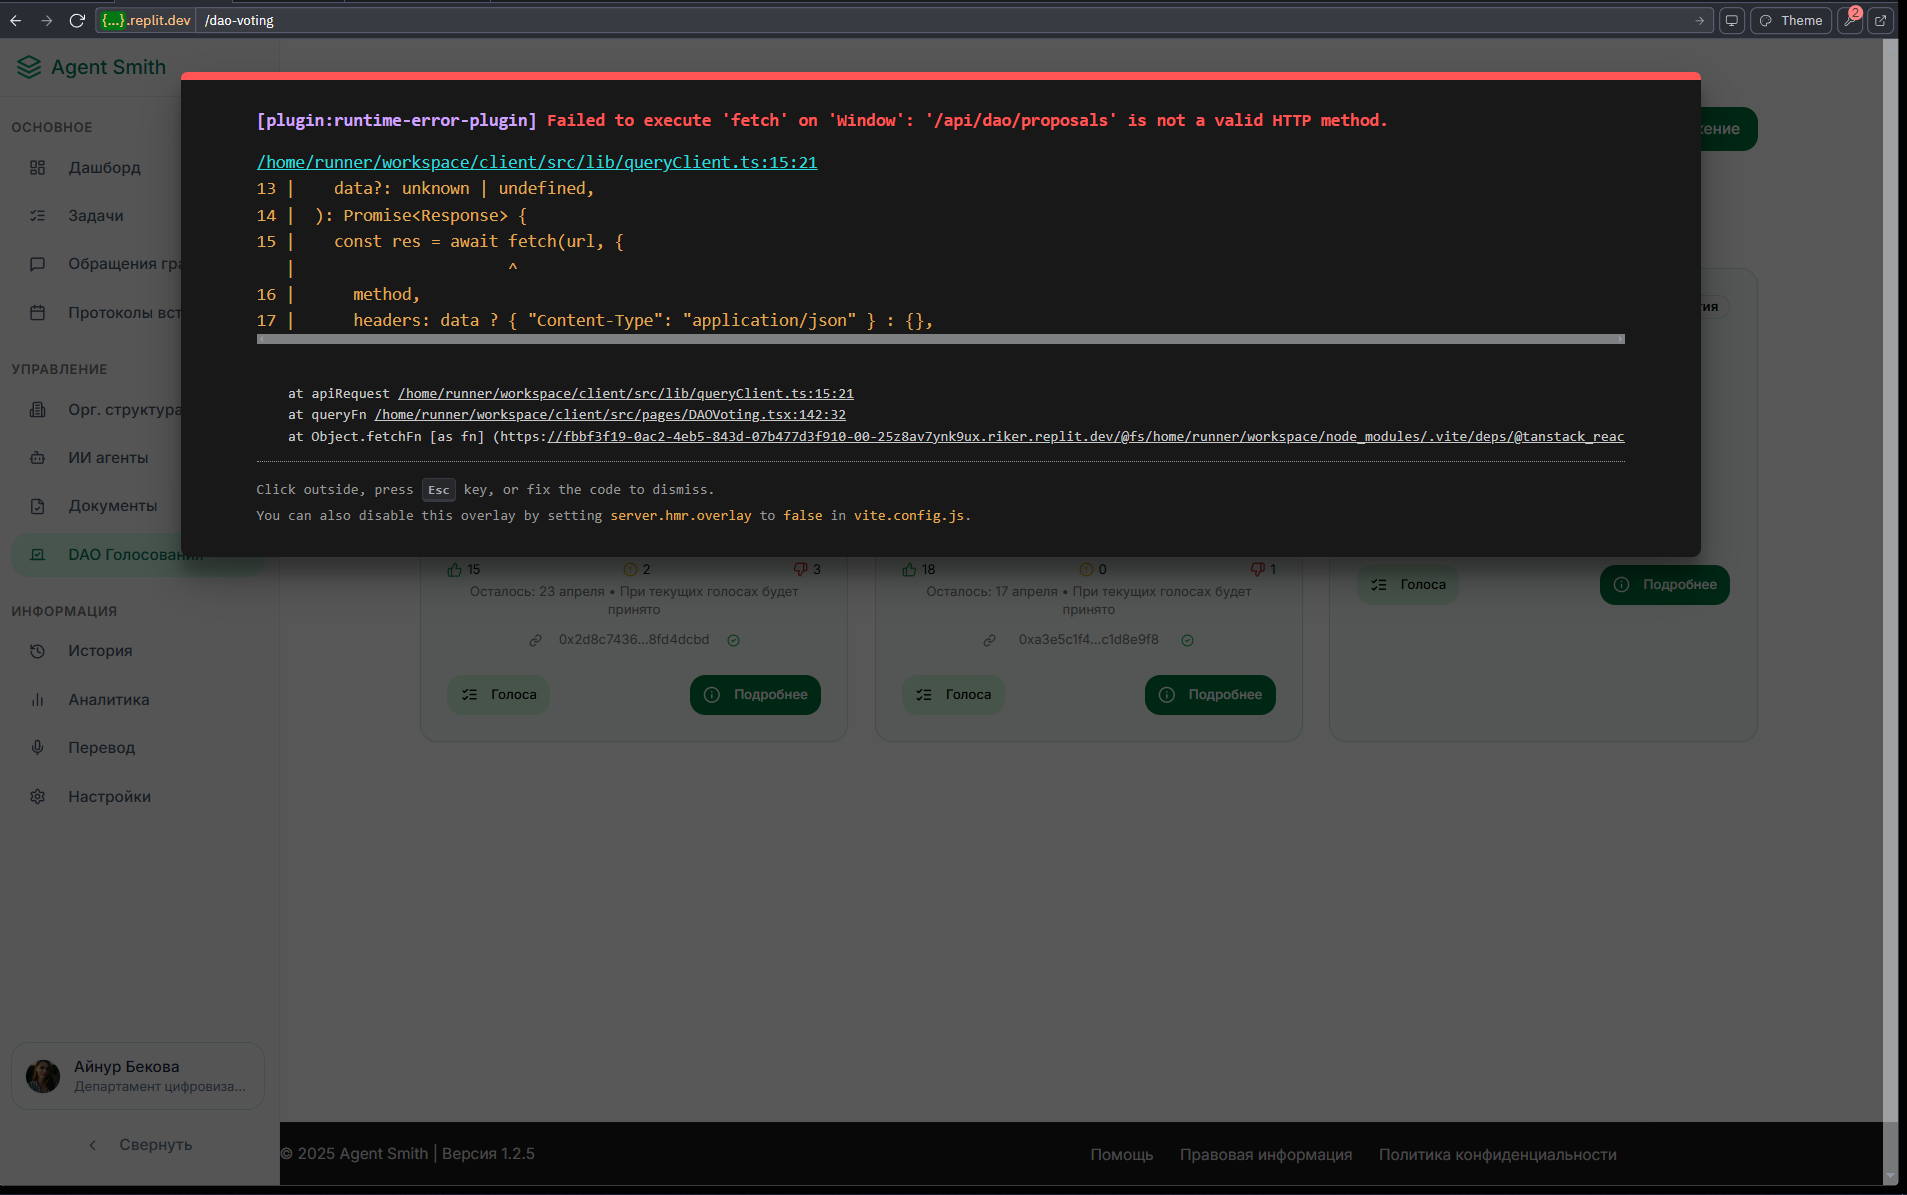 {...}.replit.dev /dao-voting
Theme
2
Agent Smith
ОСНОВНОЕ
Дашборд
Задачи
Обращения гра
Протоколы вст
УПРАВЛЕНИЕ
Орг. структура
ИИ агенты
Документы
DAO Голосования
ИНФОРМАЦИЯ
История
Аналитика
Перевод
Настройки
Айнур Бекова
Департамент цифровиза...
Свернуть
[plugin:runtime-error-plugin] Failed to execute 'fetch' on 'Window': '/api/dao/proposals' is not a valid HTTP method.
/home/runner/workspace/client/src/lib/queryClient.ts:15:21
13 |    data?: unknown | undefined,
14 |  ): Promise<Response> {
15 |    const res = await fetch(url, {
   |                      ^
16 |      method,
17 |      headers: data ? { "Content-Type": "application/json" } : {},
at apiRequest /home/runner/workspace/client/src/lib/queryClient.ts:15:21
at queryFn /home/runner/workspace/client/src/pages/DAOVoting.tsx:142:32
at Object.fetchFn [as fn] (https://fbbf3f19-0ac2-4eb5-843d-07b477d3f910-00-25z8av7ynk9ux.riker.replit.dev/@fs/home/runner/workspace/node_modules/.vite/deps/@tanstack_reac
Click outside, press Esc key, or fix the code to dismiss.
You can also disable this overlay by setting server.hmr.overlay to false in vite.config.js.
15 2 3
Осталось: 23 апреля • При текущих голосах будет
принято
0x2d8c7436...8fd4dcbd
Голоса
Подробнее
18 0 1
Осталось: 17 апреля • При текущих голосах будет
принято
0xa3e5c1f4...c1d8e9f8
Голоса
Подробнее
Голоса
Подробнее
© 2025 Agent Smith | Версия 1.2.5
Помощь
Правовая информация
Политика конфиденциальности